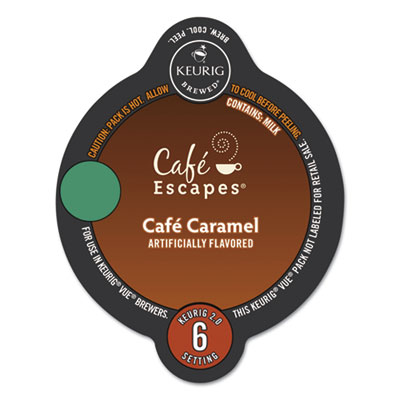 BREW. COOL. PEEL.
KEURIG
BREWED®
CAUTION: PACK IS HOT. ALLOW TO COOL BEFORE PEELING.
CONTAINS: MILK
Café
Escapes®
Café Caramel
ARTIFICIALLY FLAVORED
FOR USE IN KEURIG® VUE® BREWERS.
THIS KEURIG® VUE® PACK NOT LABELED FOR RETAIL SALE.
KEURIG 2.0
6
SETTING